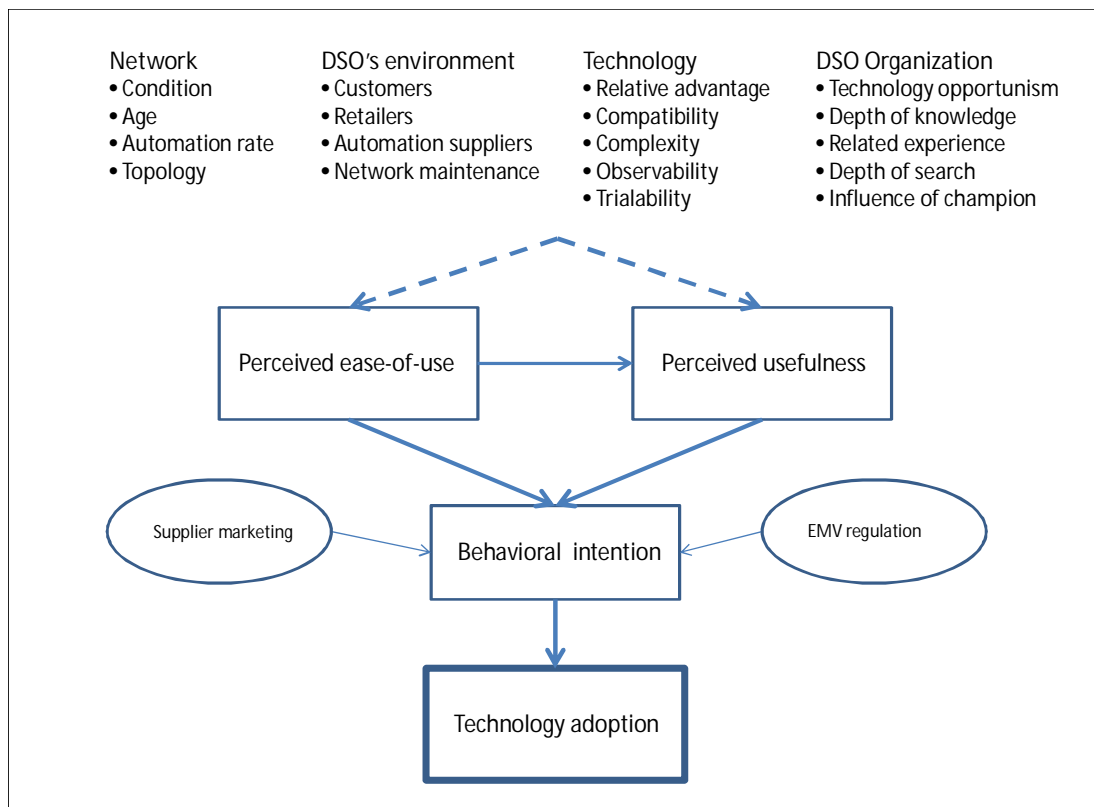 Network
• Condition
• Age
• Automation rate
• Topology
DSO's environment
• Customers
• Retailers
• Automation suppliers
• Network maintenance
Technology
• Relative advantage
• Compatibility
• Complexity
• Observability
• Trialability
DSO Organization
• Technology opportunism
• Depth of knowledge
• Related experience
• Depth of search
• Influence of champion
Perceived ease-of-use
Perceived usefulness
Supplier marketing
Behavioral intention
EMV regulation
Technology adoption